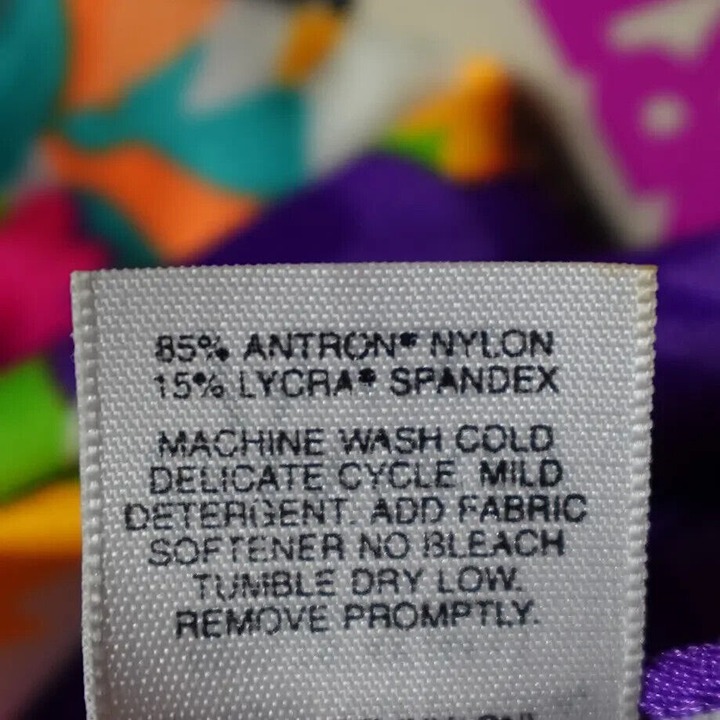 85% ANTRON® NYLON
15% LYCRA® SPANDEX
MACHINE WASH COLD
DELICATE CYCLE MILD
DETERGENT. ADD FABRIC
SOFTENER NO BLEACH
TUMBLE DRY LOW.
REMOVE PROMPTLY.